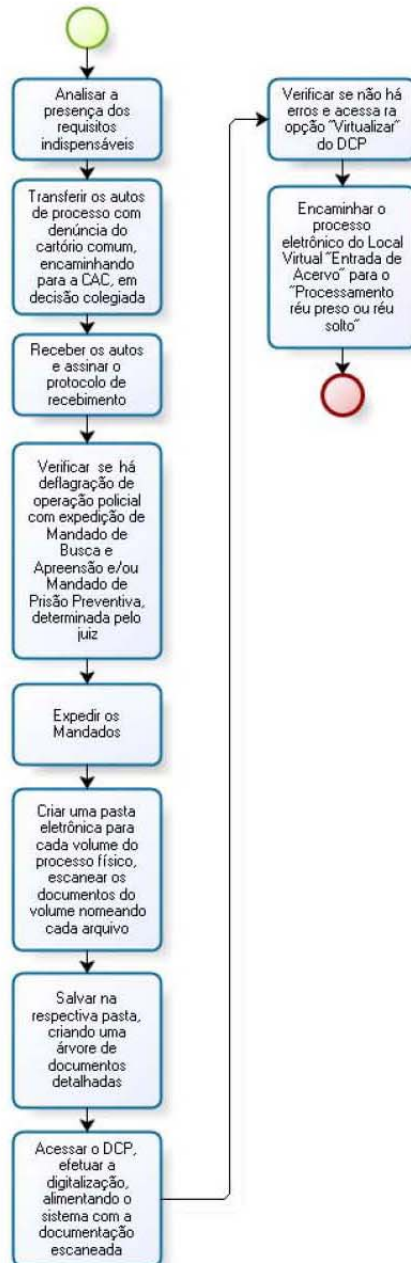 Analisar a
presença dos
requisitos
indispensáveis
Transferir os autos
de processo com
denúncia do
cartório comum,
encaminhando
para a CAC, em
decisão colegiada
Receber os autos
e assinar o
protocolo de
recebimento
Verificar se há
deflagração de
operação policial
com expedição de
Mandado de
Busca e
Apreensão e/ou
Mandado de
Prisão Preventiva,
determinada pelo
juiz
Expedir os
Mandados
Criar uma pasta
eletrônica para
cada volume do
processo físico,
escanear os
documentos do
volume nomeando
cada arquivo
Salvar na
respectiva pasta,
criando uma
árvore de
documentos
detalhadas
Acessar o DCP,
efetuar a
digitalização,
alimentando o
sistema com a
documentação
escaneada
Verificar se não há
erros e acessa ra
opção "Virtualizar"
do DCP
Encaminhar o
processo
eletrônico do Local
Virtual "Entrada de
Acervo" para o
"Processamento
réu preso ou réu
solto"